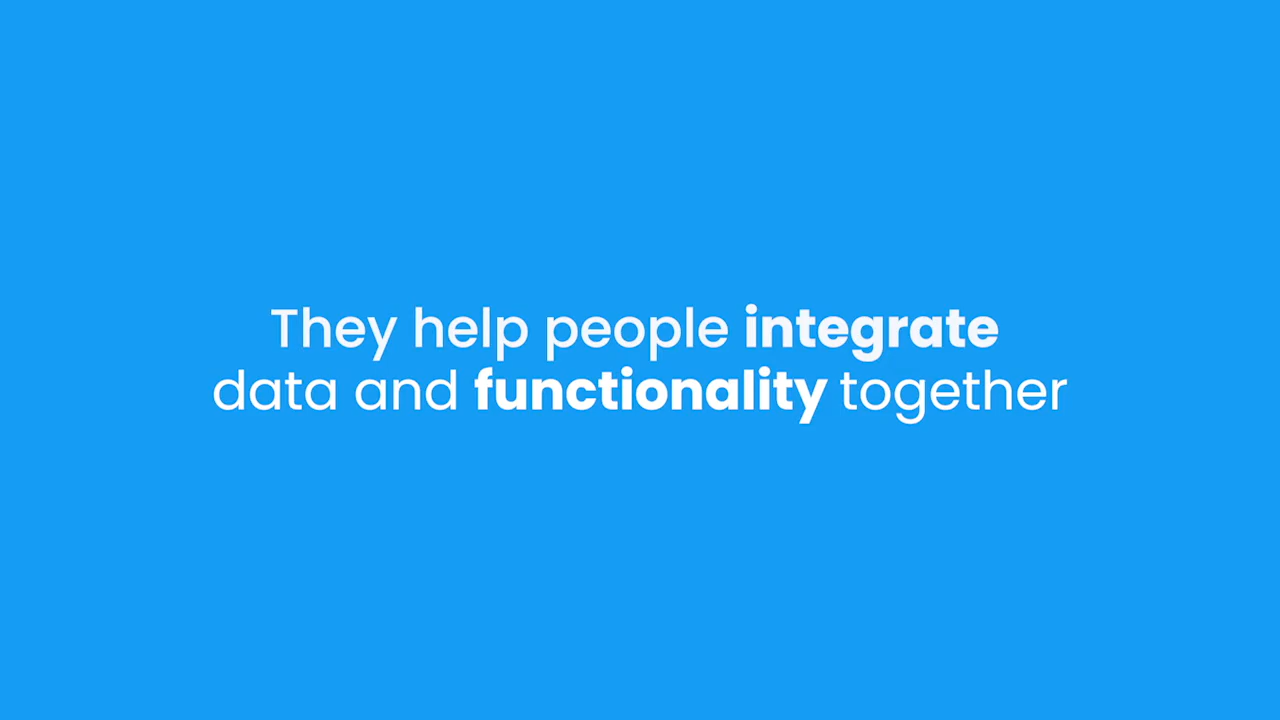 They help people integrate
data and functionality together